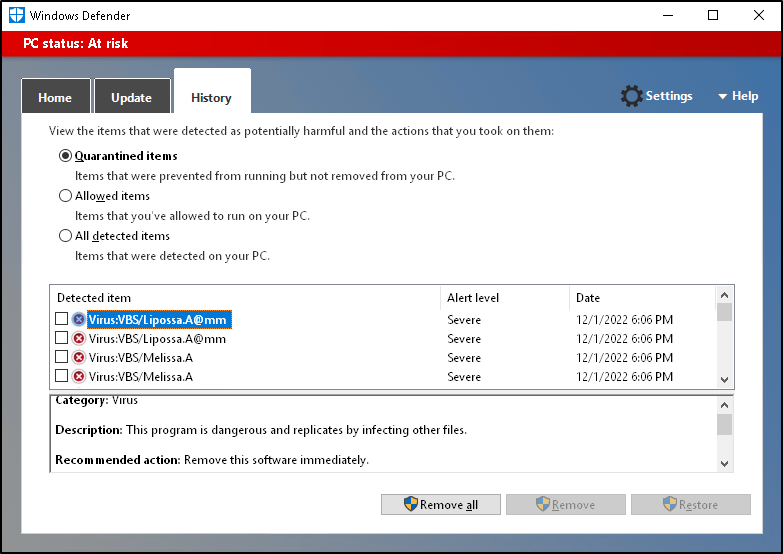 Windows Defender
PC status: At risk
Home Update History Settings Help
View the items that were detected as potentially harmful and the actions that you took on them:
Quarantined items
Items that were prevented from running but not removed from your PC.
Allowed items
Items that you've allowed to run on your PC.
All detected items
Items that were detected on your PC.
Detected item Alert level Date
Virus:VBS/Lipossa.A@mm Severe 12/1/2022 6:06 PM
Virus:VBS/Lipossa.A@mm Severe 12/1/2022 6:06 PM
Virus:VBS/Melissa.A Severe 12/1/2022 6:06 PM
Virus:VBS/Melissa.A Severe 12/1/2022 6:06 PM
Category: Virus
Description: This program is dangerous and replicates by infecting other files.
Recommended action: Remove this software immediately.
Remove all Remove Restore